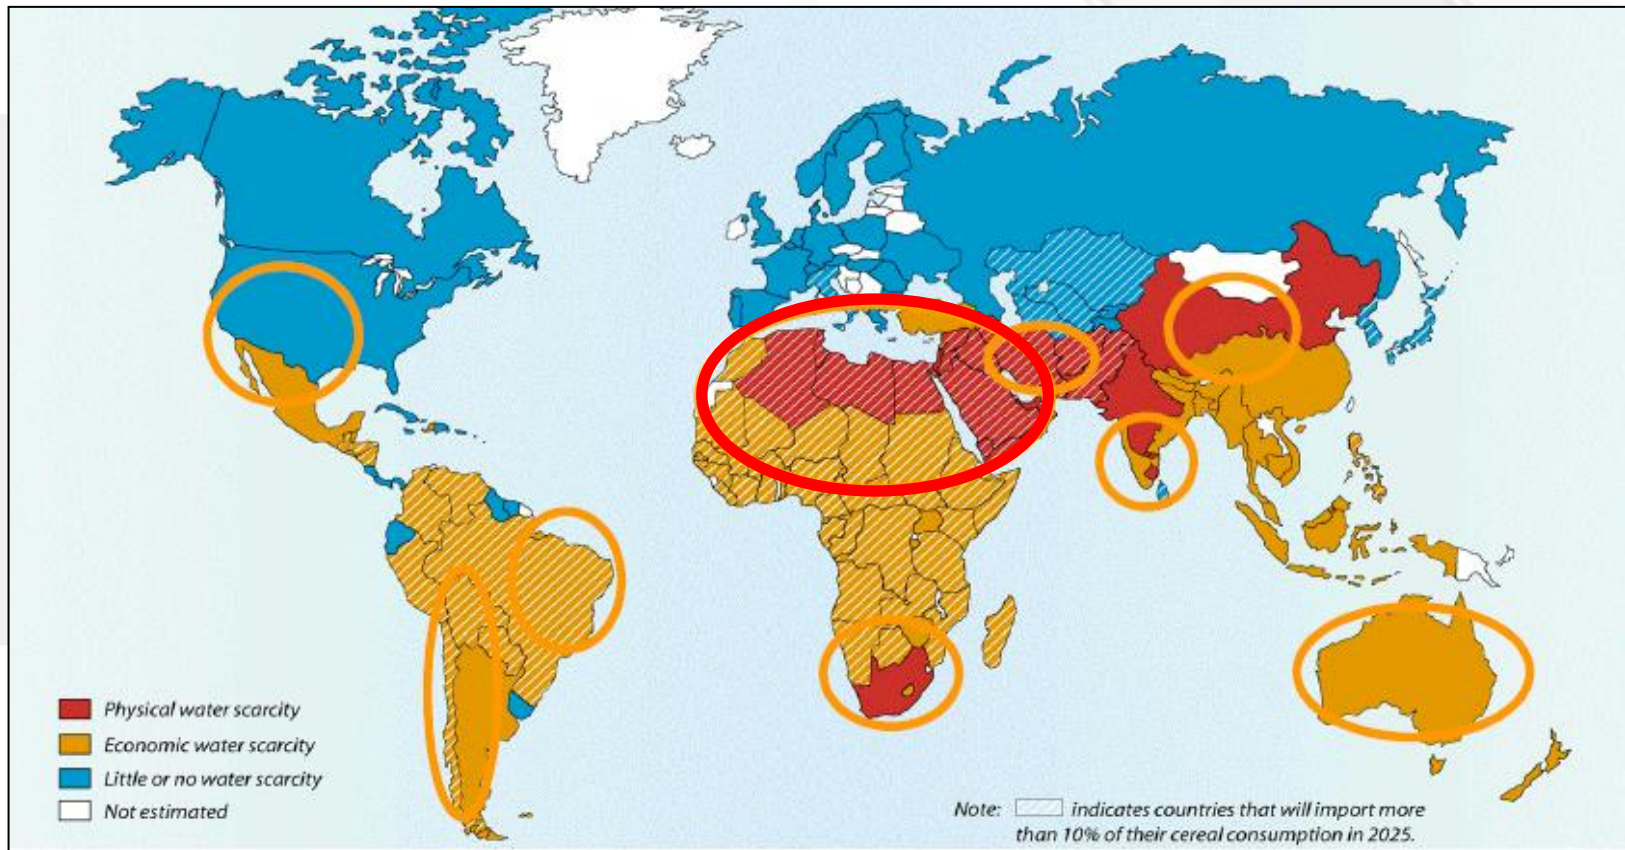 Physical water scarcity
Economic water scarcity
Little or no water scarcity
Not estimated
Note: indicates countries that will import more
than 10% of their cereal consumption in 2025.